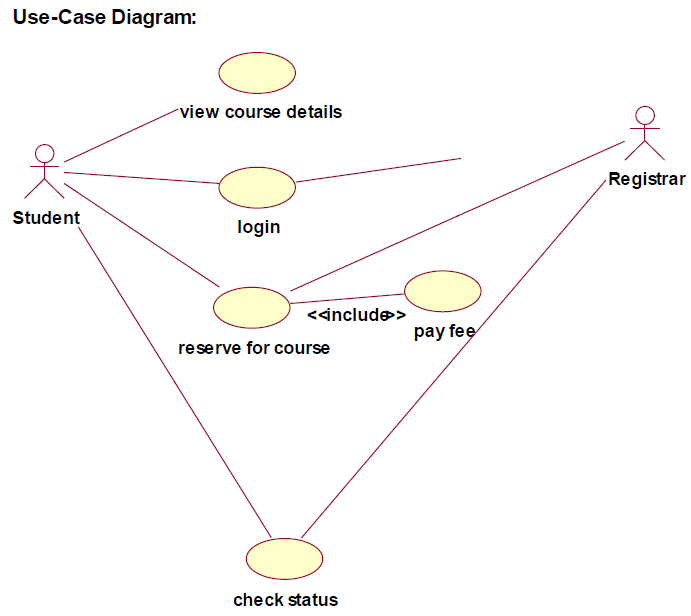 Use-Case Diagram:
view course details
Registrar
Student
login
<<include>>
pay fee
reserve for course
check status